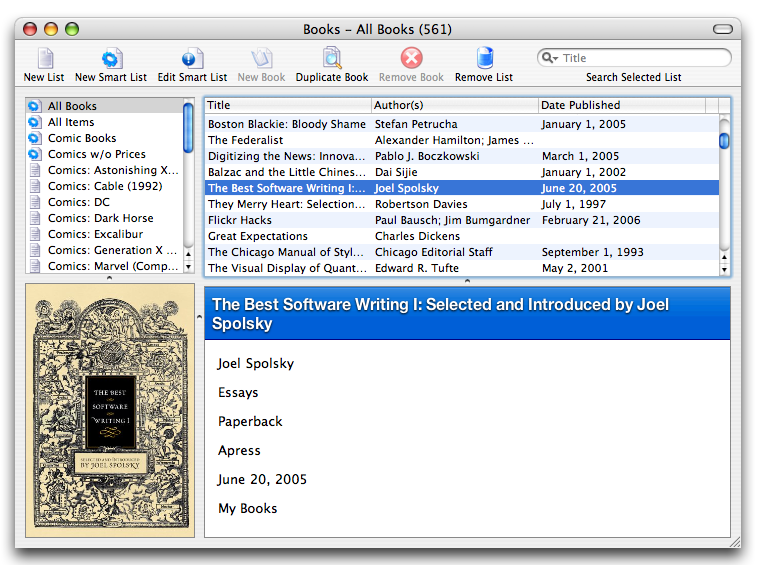 Books – All Books (561)
New List New Smart List Edit Smart List New Book Duplicate Book Remove Book Remove List Search Selected List
Title
All Books
All Items
Comic Books
Comics w/o Prices
Comics: Astonishing X...
Comics: Cable (1992)
Comics: DC
Comics: Dark Horse
Comics: Excalibur
Comics: Generation X ...
Comics: Marvel (Comp...
Title Author(s) Date Published
Boston Blackie: Bloody Shame Stefan Petrucha January 1, 2005
The Federalist Alexander Hamilton; James ...
Digitizing the News: Innova... Pablo J. Boczkowski March 1, 2005
Balzac and the Little Chines... Dai Sijie January 1, 2002
The Best Software Writing I:... Joel Spolsky June 20, 2005
They Merry Heart: Selection... Robertson Davies July 1, 1997
Flickr Hacks Paul Bausch; Jim Bumgardner February 21, 2006
Great Expectations Charles Dickens
The Chicago Manual of Styl... Chicago Editorial Staff September 1, 1993
The Visual Display of Quant... Edward R. Tufte May 2, 2001
THE BEST
SOFTWARE
WRITING I
SELECTED AND INTRODUCED
BY JOEL SPOLSKY
The Best Software Writing I: Selected and Introduced by Joel
Spolsky
Joel Spolsky
Essays
Paperback
Apress
June 20, 2005
My Books